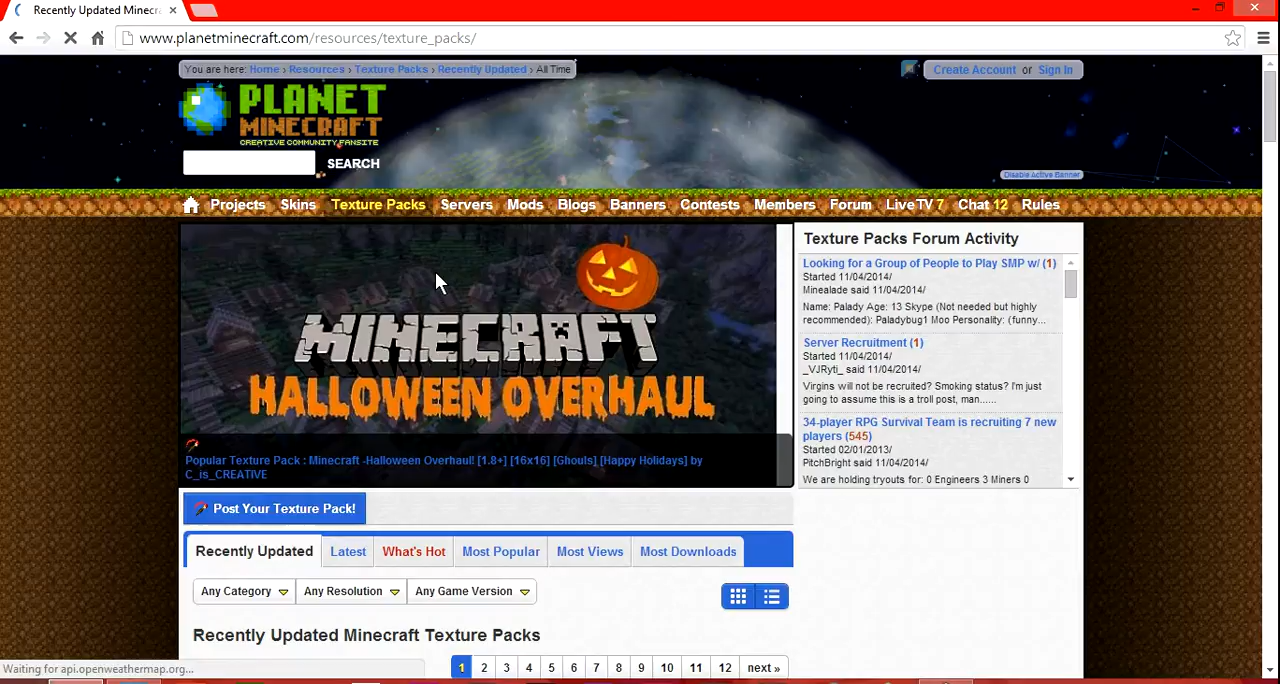 Recently Updated Minecra
www.planetminecraft.com/resources/texture_packs/
You are here: Home › Resources › Texture Packs › Recently Updated › All Time
Create Account or Sign In
PLANET
MINECRAFT
CREATIVE COMMUNITY FANSITE
SEARCH
Disable Active Banner
Projects Skins Texture Packs Servers Mods Blogs Banners Contests Members Forum LiveTV 7 Chat 12 Rules
MINECRAFT
HALLOWEEN OVERHAUL
Popular Texture Pack : Minecraft -Halloween Overhaul! [1.8+] [16x16] [Ghouls] [Happy Holidays] by
C_is_CREATIVE
Texture Packs Forum Activity
Looking for a Group of People to Play SMP w/ (1)
Started 11/04/2014/
Minealade said 11/04/2014/
Name: Palady Age: 13 Skype (Not needed but highly
recommended): Paladybug1 Moo Personality: (funny...
Server Recruitment (1)
Started 11/04/2014/
_VJRyti_ said 11/04/2014/
Virgins will not be recruited? Smoking status? I'm just
going to assume this is a troll post, man......
34-player RPG Survival Team is recruiting 7 new
players (545)
Started 02/01/2013/
PitchBright said 11/04/2014/
We are holding tryouts for: 0 Engineers 3 Miners 0
Post Your Texture Pack!
Recently Updated Latest What's Hot Most Popular Most Views Most Downloads
Any Category Any Resolution Any Game Version
Recently Updated Minecraft Texture Packs
1 2 3 4 5 6 7 8 9 10 11 12 next »
Waiting for api.openweathermap.org...